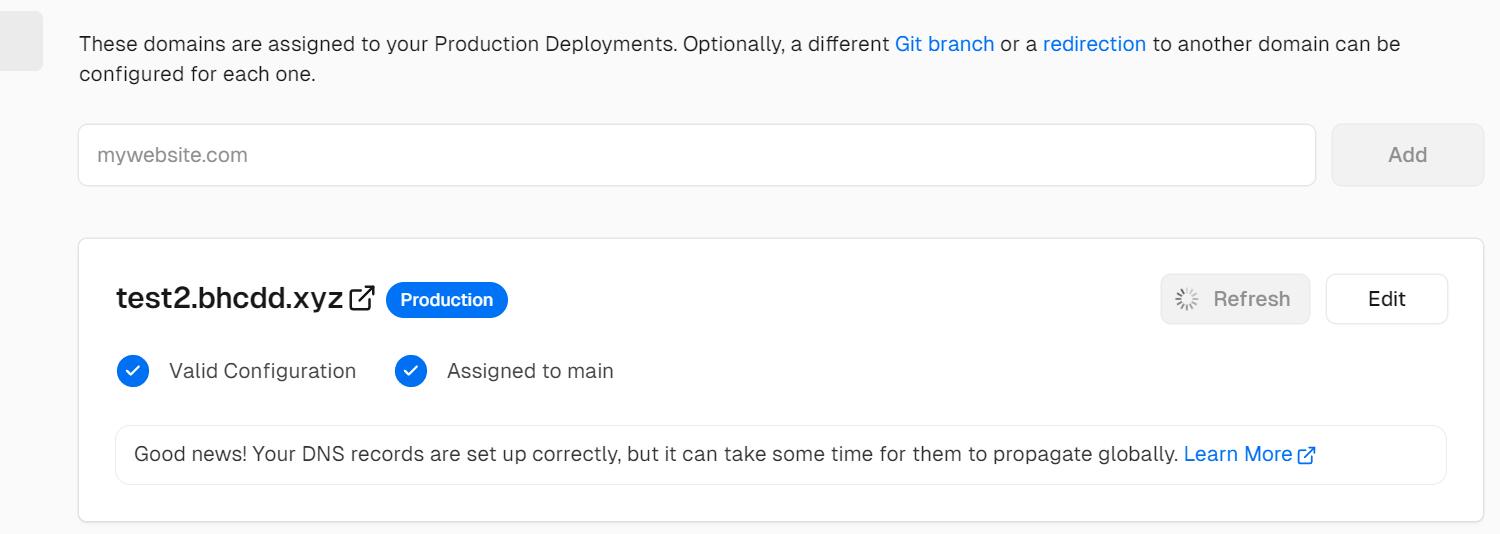 These domains are assigned to your Production Deployments. Optionally, a different Git branch or a redirection to another domain can be
configured for each one.
mywebsite.com
Add
test2.bhcdd.xyz Production
Refresh
Edit
Valid Configuration
Assigned to main
Good news! Your DNS records are set up correctly, but it can take some time for them to propagate globally. Learn More